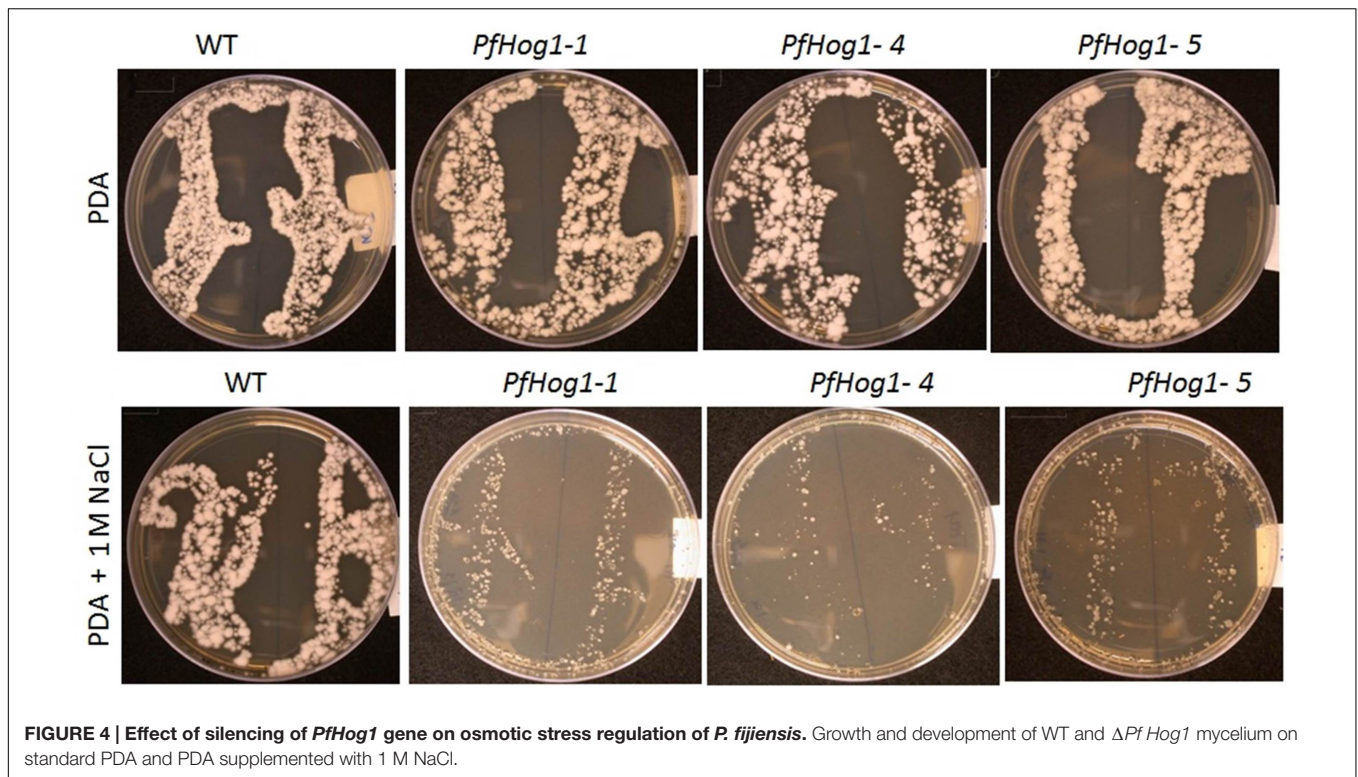 WT PfHog1-1 PfHog1- 4 PfHog1- 5
PDA
WT PfHog1-1 PfHog1- 4 PfHog1- 5
PDA + 1M NaCl
FIGURE 4 | Effect of silencing of PfHog1 gene on osmotic stress regulation of P. fijiensis. Growth and development of WT and ΔPf Hog1 mycelium on
standard PDA and PDA supplemented with 1 M NaCl.